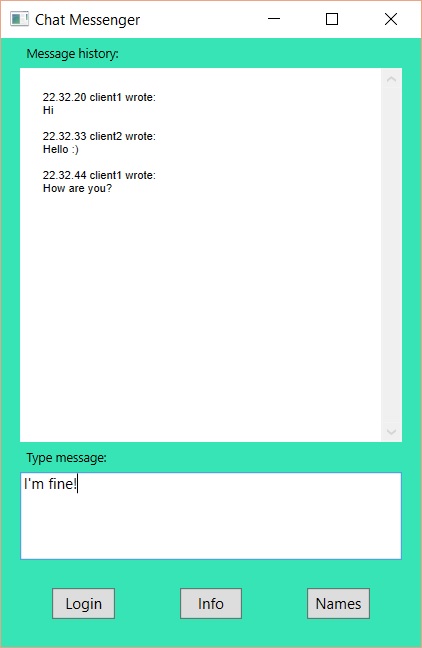 Chat Messenger
Message history:
22.32.20 client1 wrote:
Hi
22.32.33 client2 wrote:
Hello :)
22.32.44 client1 wrote:
How are you?
Type message:
I'm fine!
Login Info Names